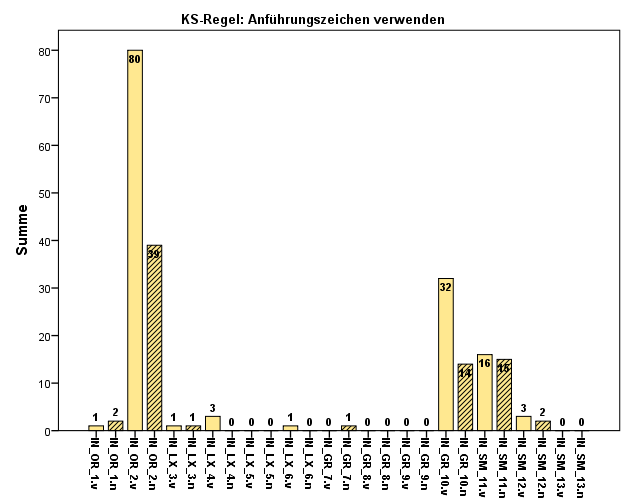 KS-Regel: Anführungszeichen verwenden
Summe
80
70
60
50
40
30
20
10
0
1
2
80
39
1
1
3
0
0
0
1
0
0
1
0
0
0
0
32
14
16
15
3
2
0
0
IN_OR_1.v
IN_OR_1.n
IN_OR_2.v
IN_OR_2.n
IN_LX_3.v
IN_LX_3.n
IN_LX_4.v
IN_LX_4.n
IN_LX_5.v
IN_LX_5.n
IN_LX_6.v
IN_LX_6.n
IN_GR_7.v
IN_GR_7.n
IN_GR_8.v
IN_GR_8.n
IN_GR_9.v
IN_GR_9.n
IN_GR_10.v
IN_GR_10.n
IN_SM_11.v
IN_SM_11.n
IN_SM_12.v
IN_SM_12.n
IN_SM_13.v
IN_SM_13.n